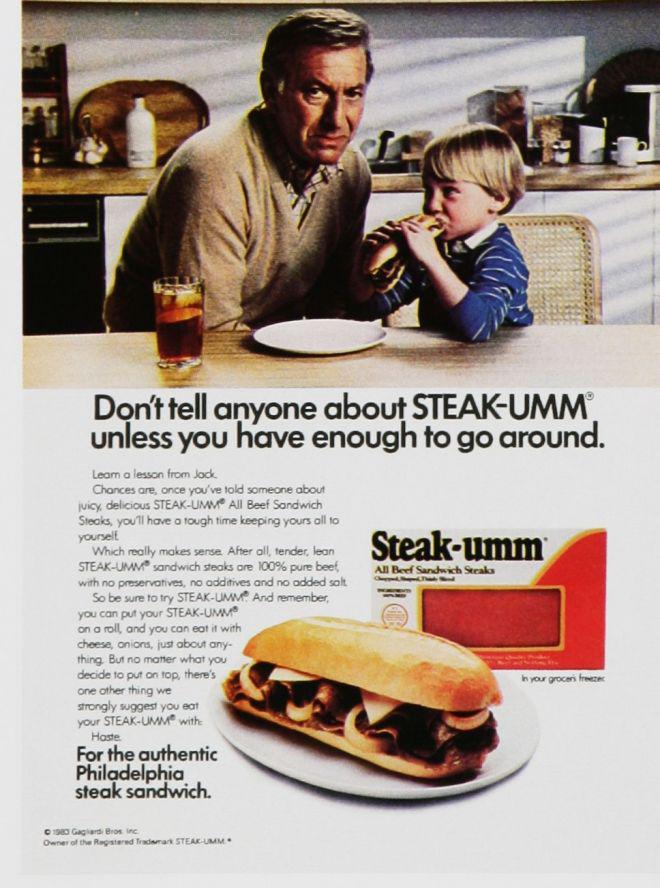 Don't tell anyone about STEAK-UMM®
unless you have enough to go around.
Learn a lesson from Jack.
Chances are, once you've told someone about
juicy, delicious STEAK-UMM® All Beef Sandwich
Steaks, you'll have a tough time keeping yours all to
yourself.
Which really makes sense. After all, tender, lean
STEAK-UMM® sandwich steaks are 100% pure beef,
with no preservatives, no additives and no added salt.
So be sure to try STEAK-UMM®. And remember,
you can put your STEAK-UMM®
on a roll, and you can eat it with
cheese, onions, just about any-
thing. But no matter what you
decide to put on top, there's
one other thing we
strongly suggest you eat
your STEAK-UMM® with:
Haste.
For the authentic
Philadelphia
steak sandwich.
Steak-umm®
All Beef Sandwich Steaks
Chopped, Shaped, Thinly Sliced
INGREDIENTS
In your grocer's freezer.
© 1983 Gagliardi Bros. Inc.
Owner of the Registered Trademark STEAK-UMM.®